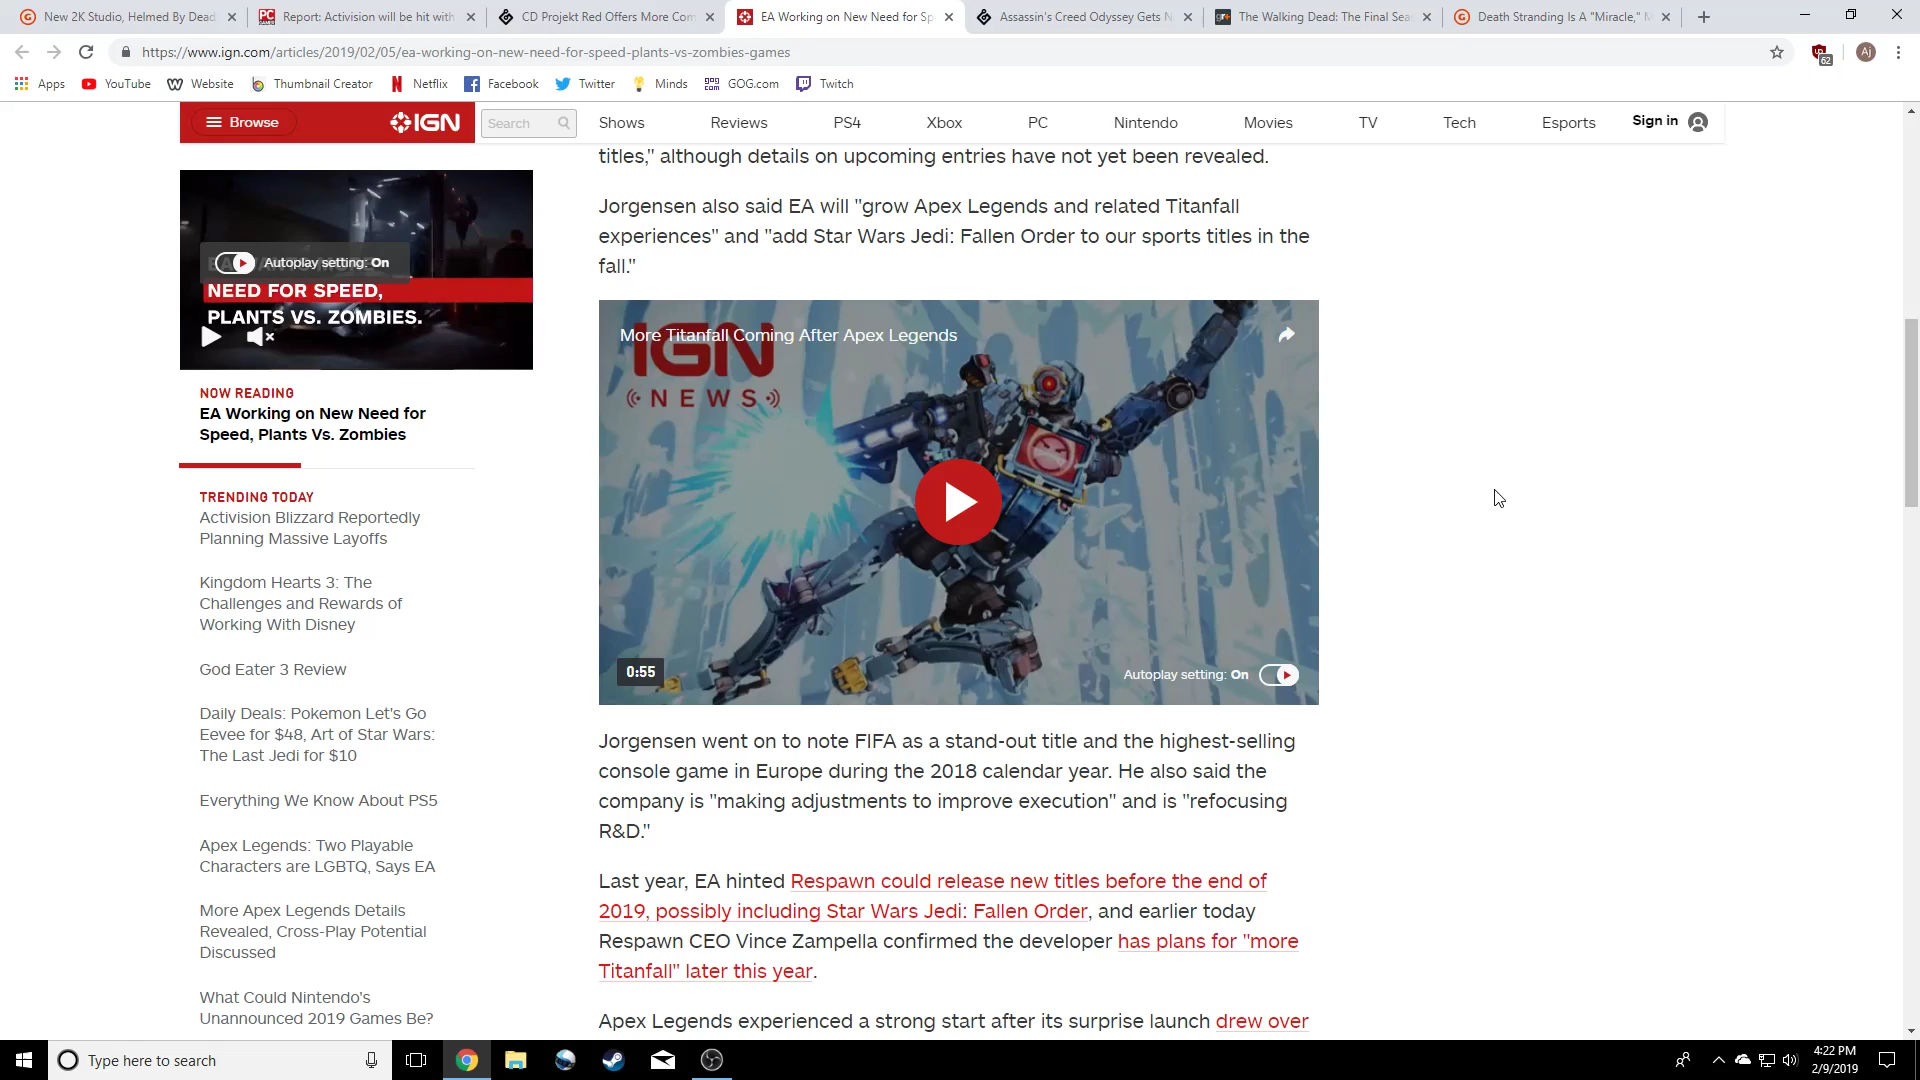 New 2K Studio, Helmed By Dead
Report: Activision will be hit with
CD Projekt Red Offers More Com
EA Working on New Need for Sp
Assassin's Creed Odyssey Gets N
The Walking Dead: The Final Sea
Death Stranding Is A "Miracle," M
https://www.ign.com/articles/2019/02/05/ea-working-on-new-need-for-speed-plants-vs-zombies-games
62
Aj
Apps
YouTube
Website
Thumbnail Creator
Netflix
Facebook
Twitter
Minds
GOG.com
Twitch
Browse
IGN
Search
Shows
Reviews
PS4
Xbox
PC
Nintendo
Movies
TV
Tech
Esports
Sign in
Autoplay setting: On
NEED FOR SPEED,
PLANTS VS. ZOMBIES.
NOW READING
EA Working on New Need for
Speed, Plants Vs. Zombies
TRENDING TODAY
Activision Blizzard Reportedly
Planning Massive Layoffs
Kingdom Hearts 3: The
Challenges and Rewards of
Working With Disney
God Eater 3 Review
Daily Deals: Pokemon Let's Go
Eevee for $48, Art of Star Wars:
The Last Jedi for $10
Everything We Know About PS5
Apex Legends: Two Playable
Characters are LGBTQ, Says EA
More Apex Legends Details
Revealed, Cross-Play Potential
Discussed
What Could Nintendo's
Unannounced 2019 Games Be?
titles," although details on upcoming entries have not yet been revealed.
Jorgensen also said EA will "grow Apex Legends and related Titanfall
experiences" and "add Star Wars Jedi: Fallen Order to our sports titles in the
fall."
More Titanfall Coming After Apex Legends
IGN
NEWS
0:55
Autoplay setting: On
Jorgensen went on to note FIFA as a stand-out title and the highest-selling
console game in Europe during the 2018 calendar year. He also said the
company is "making adjustments to improve execution" and is "refocusing
R&D."
Last year, EA hinted Respawn could release new titles before the end of
2019, possibly including Star Wars Jedi: Fallen Order, and earlier today
Respawn CEO Vince Zampella confirmed the developer has plans for "more
Titanfall" later this year.
Apex Legends experienced a strong start after its surprise launch drew over
Type here to search
4:22 PM
2/9/2019